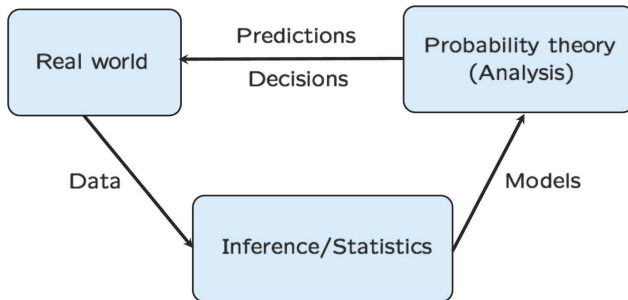 Real world
Predictions
Decisions
Probability theory
(Analysis)
Data
Models
Inference/Statistics